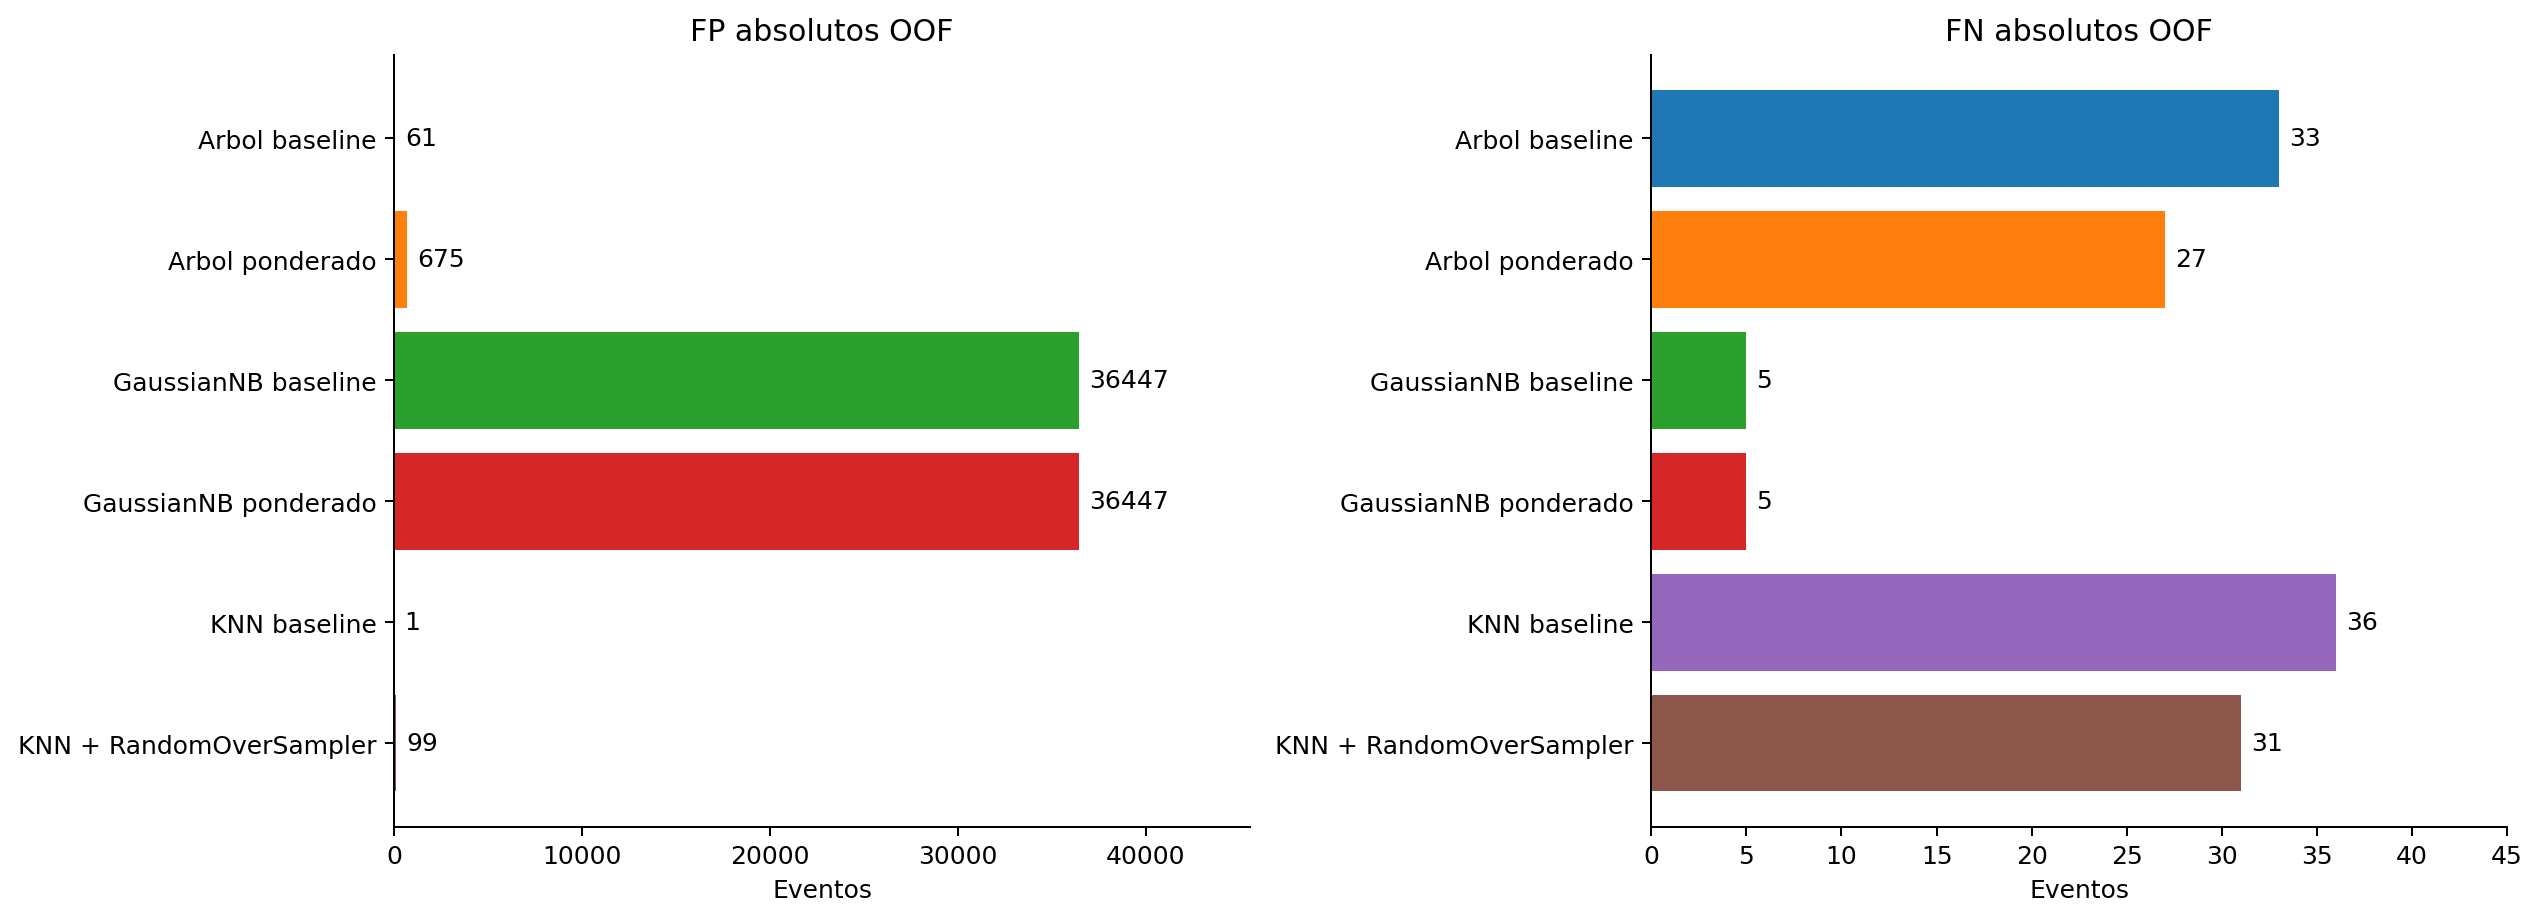 FP absolutos OOF
Arbol baseline
61
Arbol ponderado
675
GaussianNB baseline
36447
GaussianNB ponderado
36447
KNN baseline
1
KNN + RandomOverSampler
99
0 10000 20000 30000 40000
Eventos
FN absolutos OOF
Arbol baseline
33
Arbol ponderado
27
GaussianNB baseline
5
GaussianNB ponderado
5
KNN baseline
36
KNN + RandomOverSampler
31
0 5 10 15 20 25 30 35 40 45
Eventos